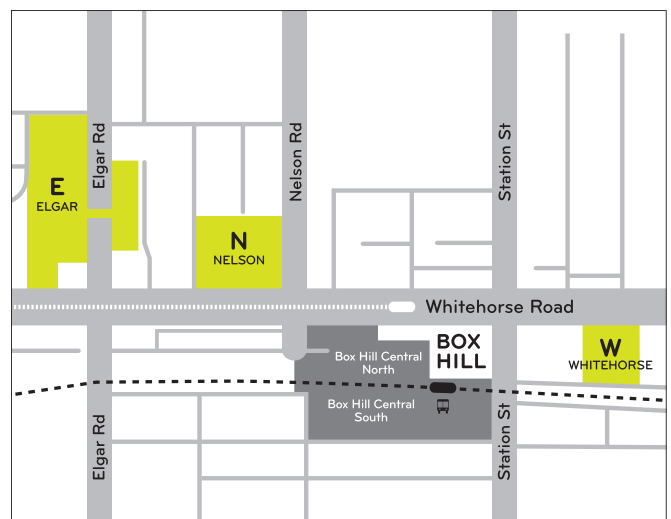 Elgar Rd
Nelson Rd
Station St
E
ELGAR
N
NELSON
Whitehorse Road
BOX
HILL
W
WHITEHORSE
Box Hill Central
North
Box Hill Central
South
Elgar Rd
Station St